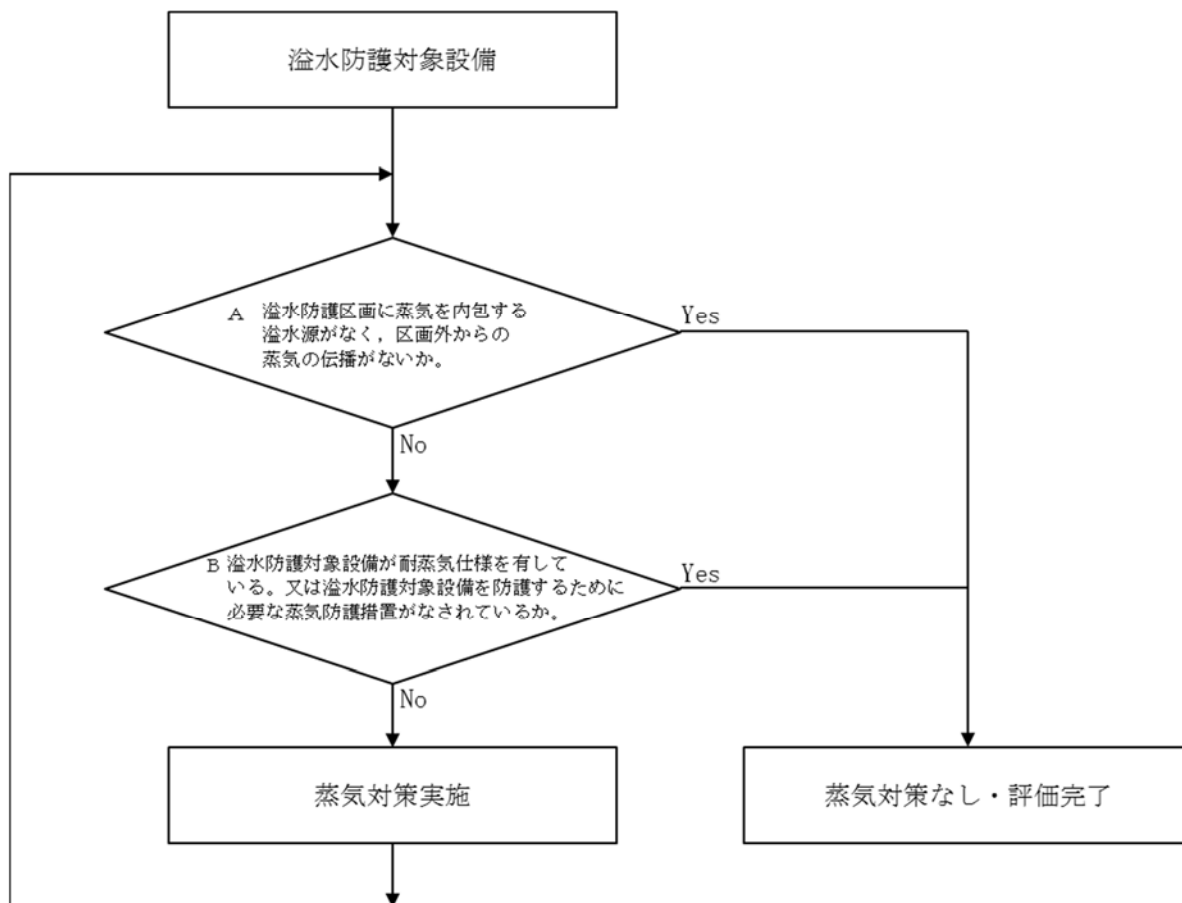 溢水防護対象設備
A 溢水防護区画に蒸気を内包する
溢水源がなく，区画外からの
蒸気の伝播がないか。
Yes
No
B 溢水防護対象設備が耐蒸気仕様を有して
いる。又は溢水防護対象設備を防護するために
必要な蒸気防護措置がなされているか。
Yes
No
蒸気対策実施
蒸気対策なし・評価完了